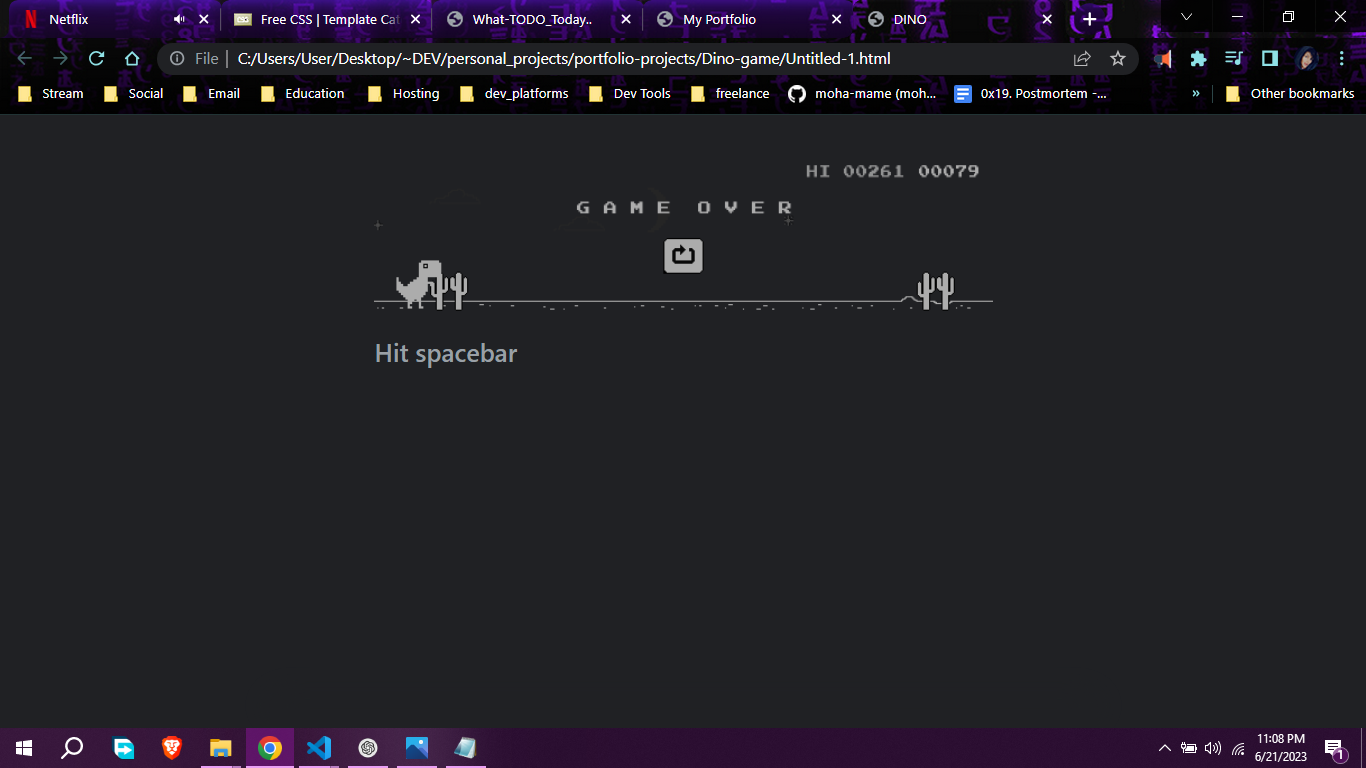 Netflix
Free CSS | Template Cat
What-TODO_Today..
My Portfolio
DINO
File
C:/Users/User/Desktop/~DEV/personal_projects/portfolio-projects/Dino-game/Untitled-1.html
Stream
Social
Email
Education
Hosting
dev_platforms
Dev Tools
freelance
moha-mame (moh...
0x19. Postmortem -...
»
Other bookmarks
HI 00261 00079
GAME OVER
Hit spacebar
11:08 PM
6/21/2023
1